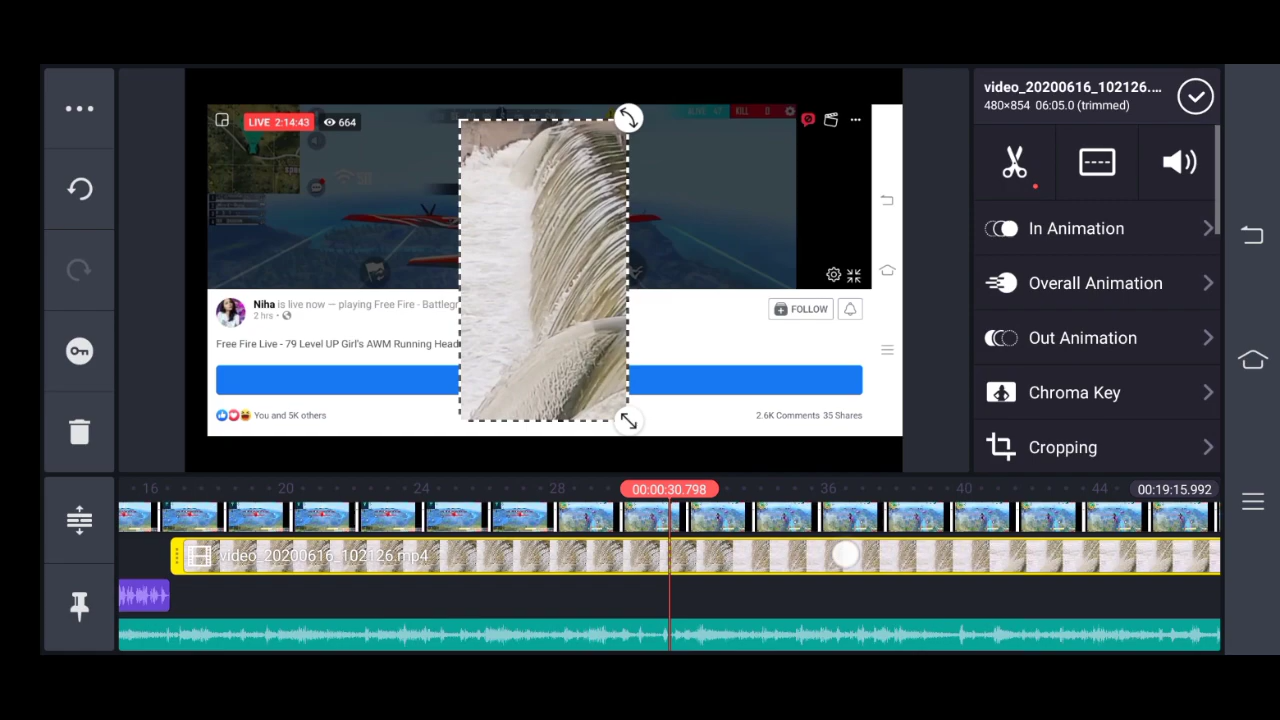 video_20200616_102126....
480×854 06:05.0 (trimmed)
LIVE 2:14:43
664
ALIVE 47 KILL 0
In Animation
Overall Animation
Out Animation
Chroma Key
Cropping
Niha is live now — playing Free Fire - Battlegr
2 hrs
FOLLOW
Free Fire Live - 79 Level UP Girl's AWM Running Head
You and 5K others
2.6K Comments 35 Shares
16 20 24 28 00:00:30.798 36 40 44 00:19:15.992
video_20200616_102126.mp4